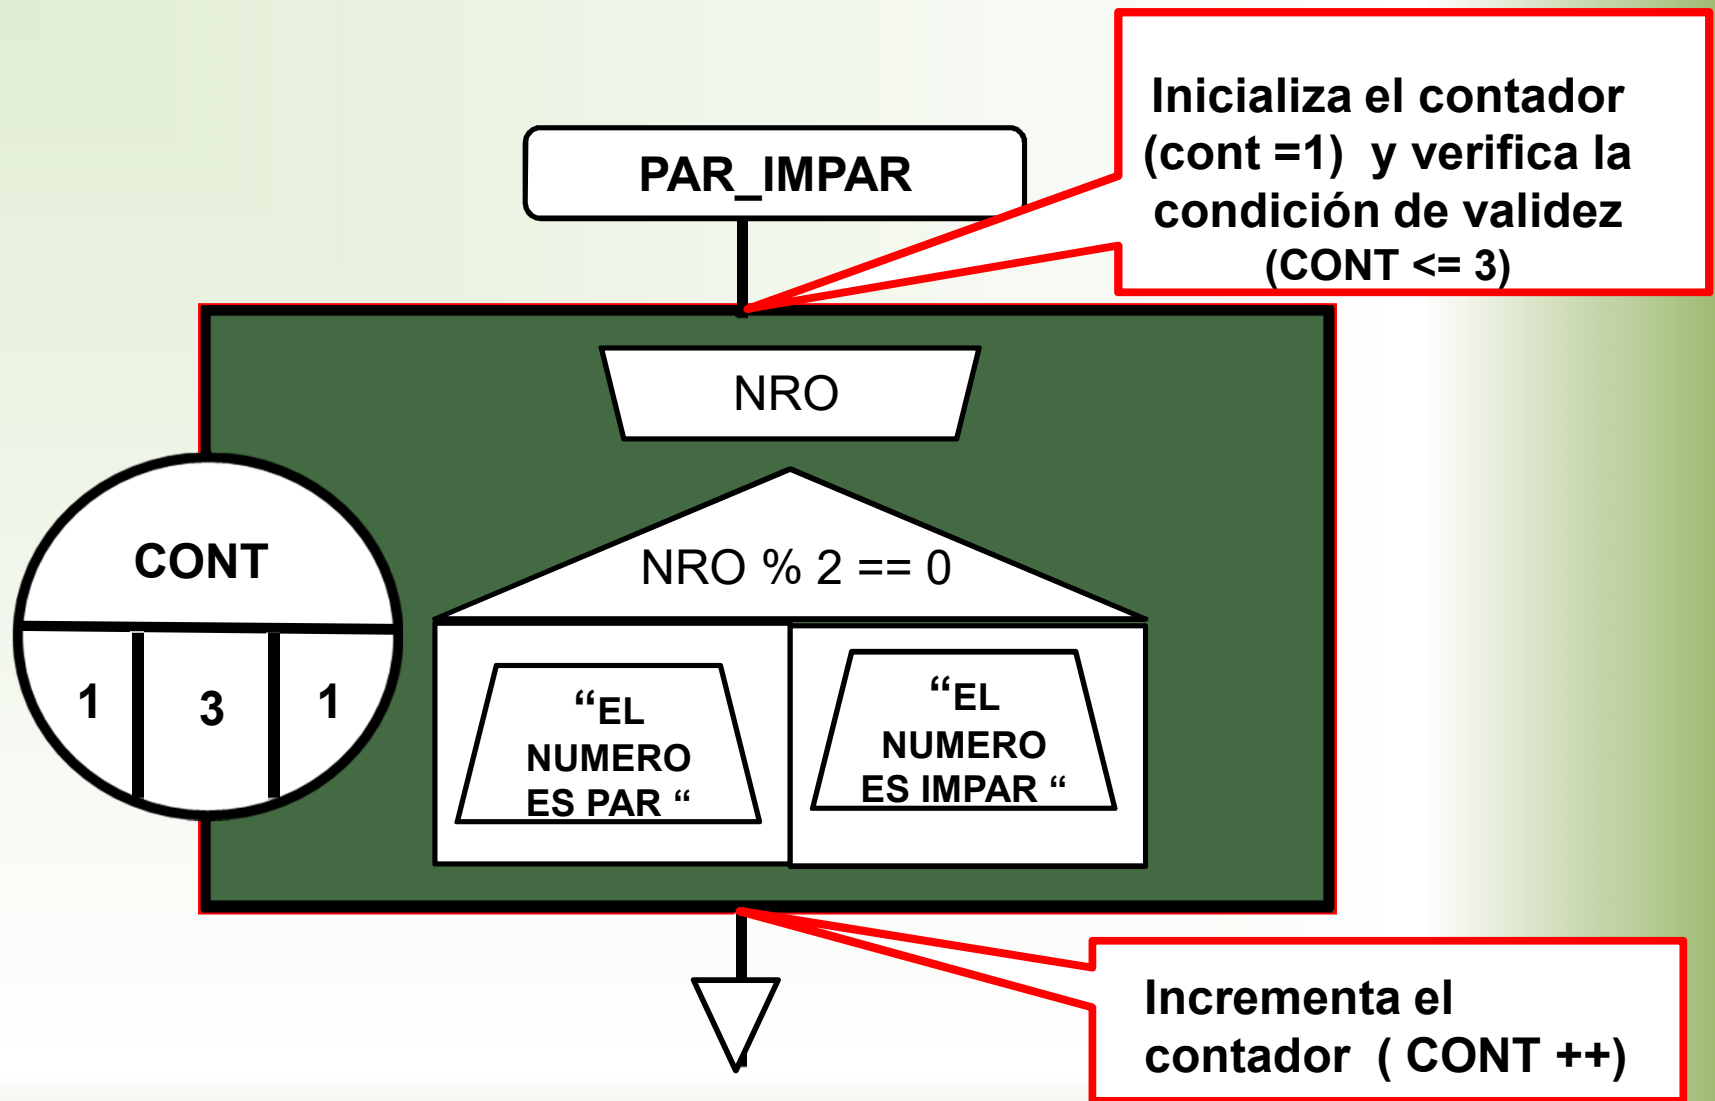 Inicializa el contador
(cont =1) y verifica la
condición de validez
(CONT <= 3)
PAR_IMPAR
NRO
NRO % 2 == 0
CONT
1 3 1
“EL
NUMERO
ES PAR “
“EL
NUMERO
ES IMPAR “
Incrementa el
contador ( CONT ++)